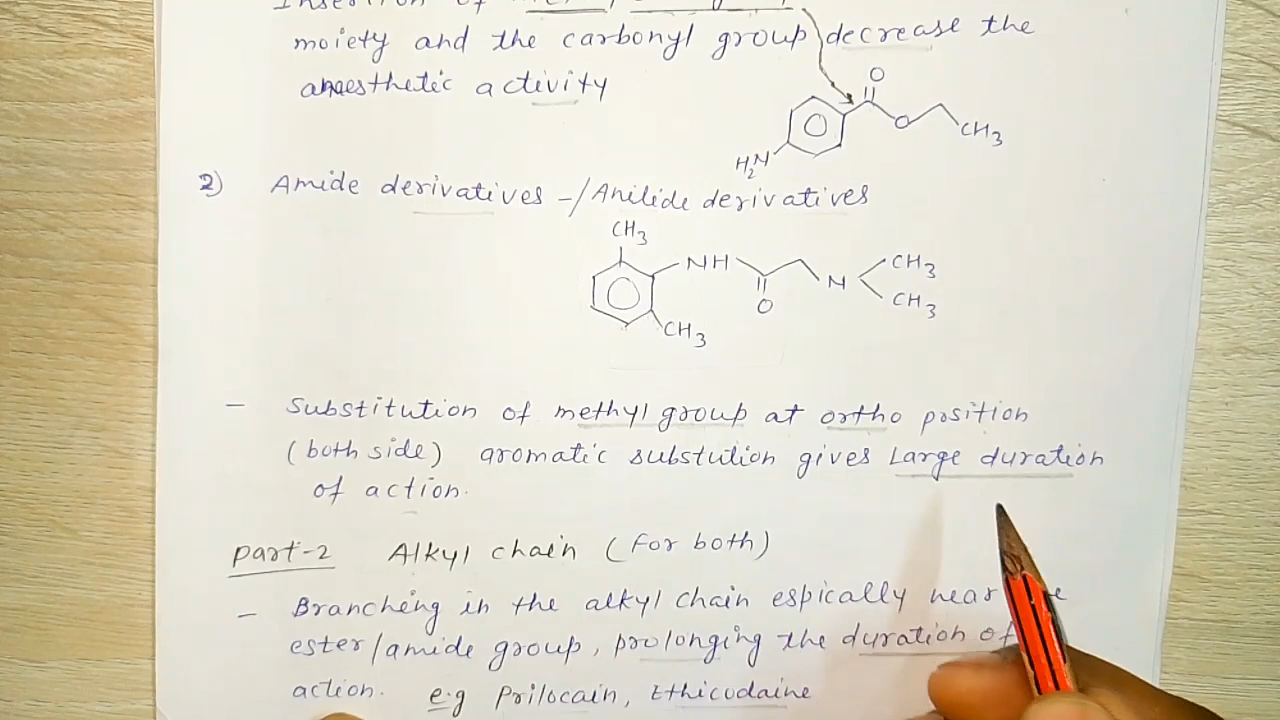 Insertion of
moiety and the carbonyl group decrease the
anaesthetic activity
O
O
CH3
H2N
2) Amide derivatives -/Anilide derivatives
CH3
NH
O
N
CH3
CH3
CH3
- Substitution of methyl group at ortho position
(both side) aromatic substution gives Large duration
of action.
part-2 Alkyl chain (for both)
- Branching in the alkyl chain espically near
ester/amide group, prolonging the duration of
action. e.g Prilocain, Ethicodaine